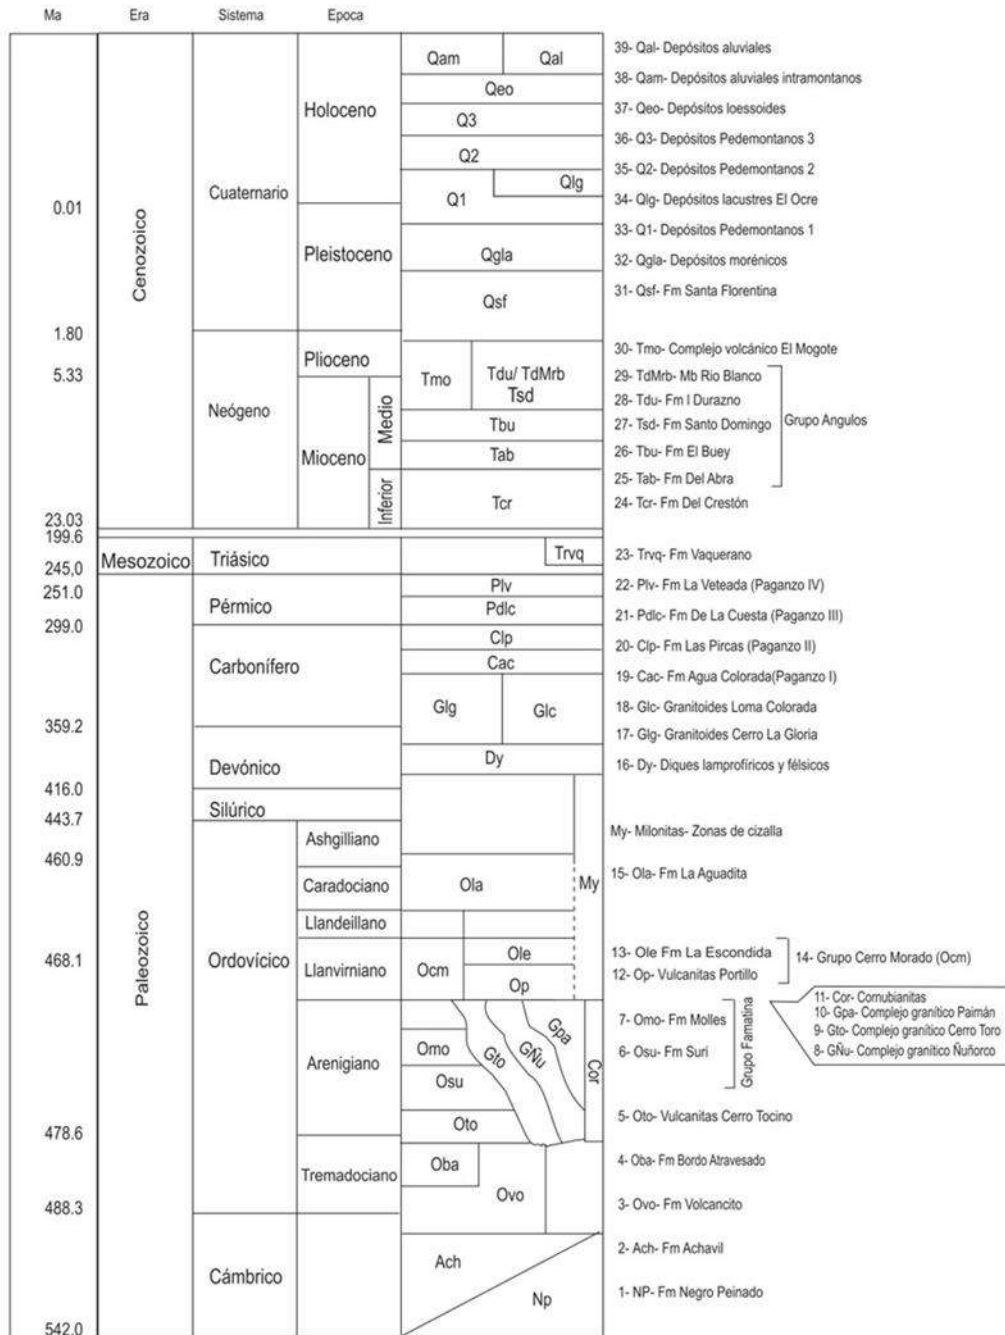 Ma Era Sistema Epoca
Qam Qal 39- Qal- Depósitos aluviales
38- Qam- Depósitos aluviales intramontanos
Qeo
Holoceno 37- Qeo- Depósitos loessoides
Q3
36- Q3- Depósitos Pedemontanos 3
Q2
35- Q2- Depósitos Pedemontanos 2
Cuaternario Qlg
Q1 34- Qlg- Depósitos lacustres El Ocre
0.01
33- Q1- Depósitos Pedemontanos 1
Pleistoceno Qgla
32- Qgla- Depósitos morénicos
Cenozoico
31- Qsf- Fm Santa Florentina
Qsf
1.80
30- Tmo- Complejo volcánico El Mogote
Plioceno
5.33 Tmo Tdu/ TdMrb 29- TdMrb- Mb Rio Blanco
Tsd 28- Tdu- Fm l Durazno
Neógeno Medio Tbu 27- Tsd- Fm Santo Domingo Grupo Angulos
Mioceno Tab 26- Tbu- Fm El Buey
25- Tab- Fm Del Abra
Inferior Tcr 24- Tcr- Fm Del Crestón
23.03
199.6
Mesozoico Triásico Trvq 23- Trvq- Fm Vaquerano
245.0
251.0 Plv 22- Plv- Fm La Veteada (Paganzo IV)
Pérmico Pdlc 21- Pdlc- Fm De La Cuesta (Paganzo III)
299.0
Clp 20- Clp- Fm Las Pircas (Paganzo II)
Carbonífero Cac 19- Cac- Fm Agua Colorada(Paganzo I)
Glg Glc 18- Glc- Granitoides Loma Colorada
359.2 17- Glg- Granitoides Cerro La Gloria
Devónico Dy 16- Dy- Diques lamprofíricos y félsicos
416.0
Silúrico
443.7
Ashgilliano My- Milonitas- Zonas de cizalla
460.9
Caradociano Ola My 15- Ola- Fm La Aguadita
Llandeillano
Paleozoico
468.1 Ordovícico Llanvirniano Ocm Ole 13- Ole Fm La Escondida 14- Grupo Cerro Morado (Ocm)
Op 12- Op- Vulcanitas Portillo
11- Cor- Cornubianitas
7- Omo- Fm Molles 10- Gpa- Complejo granítico Paimán
9- Gto- Complejo granítico Cerro Toro
Arenigiano Omo Gto GÑu Gpa Cor 6- Osu- Fm Suri Grupo Famatina 8- GÑu- Complejo granítico Ñuñorco
Osu
Oto 5- Oto- Vulcanitas Cerro Tocino
478.6
Tremadociano Oba 4- Oba- Fm Bordo Atravesado
Ovo 3- Ovo- Fm Volcancito
488.3
Ach 2- Ach- Fm Achavil
Cámbrico Np 1- NP- Fm Negro Peinado
542.0